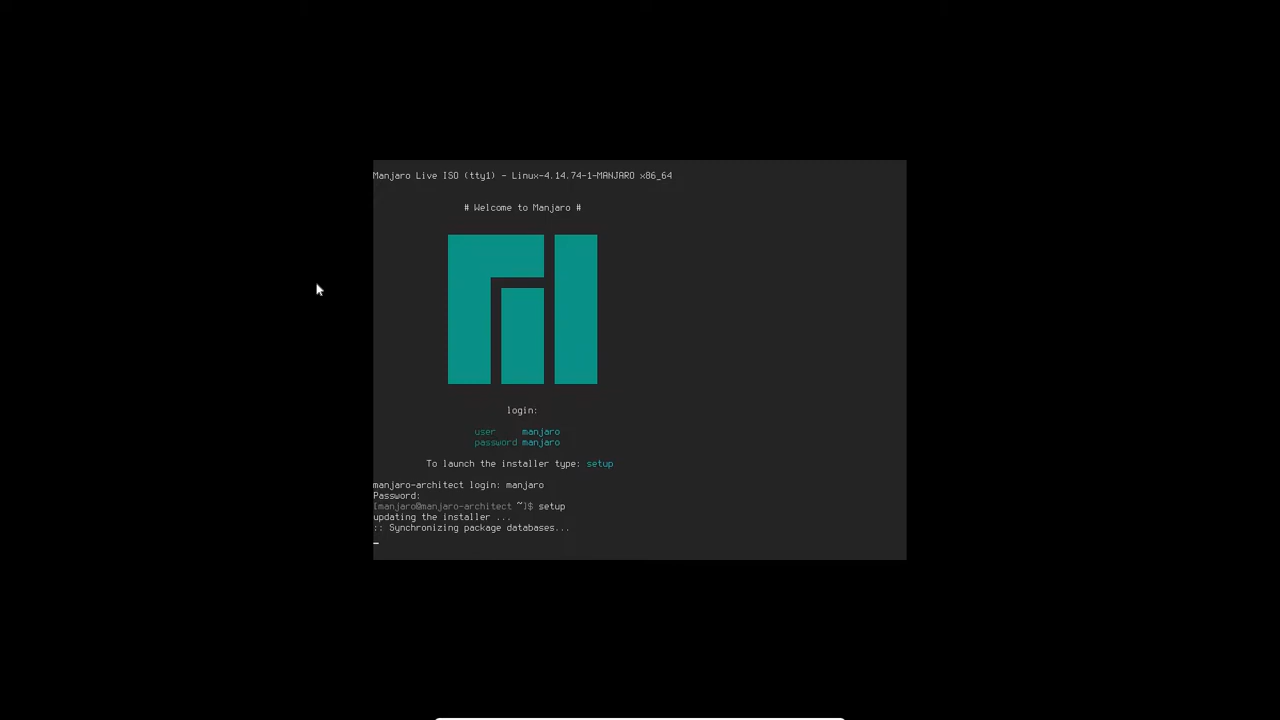 Manjaro Live ISO (tty1) - Linux-4.14.74-1-MANJARO x86_64
# Welcome to Manjaro #
login:
user manjaro
password manjaro
To launch the installer type: setup
manjaro-architect login: manjaro
Password:
[manjaro@manjaro-architect ~]$ setup
updating the installer ...
:: Synchronizing package databases...